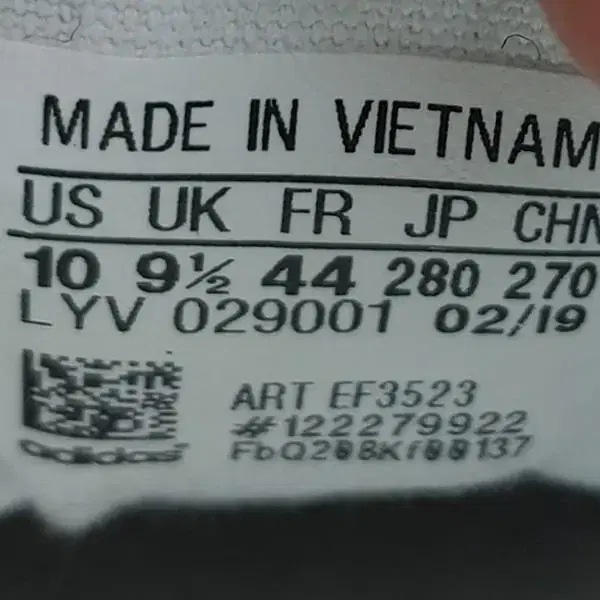 MADE IN VIETNAM
US UK FR JP CHN
10 9½ 44 280 270
LYV 029001 02/19
ART EF3523
#122279922
adidas